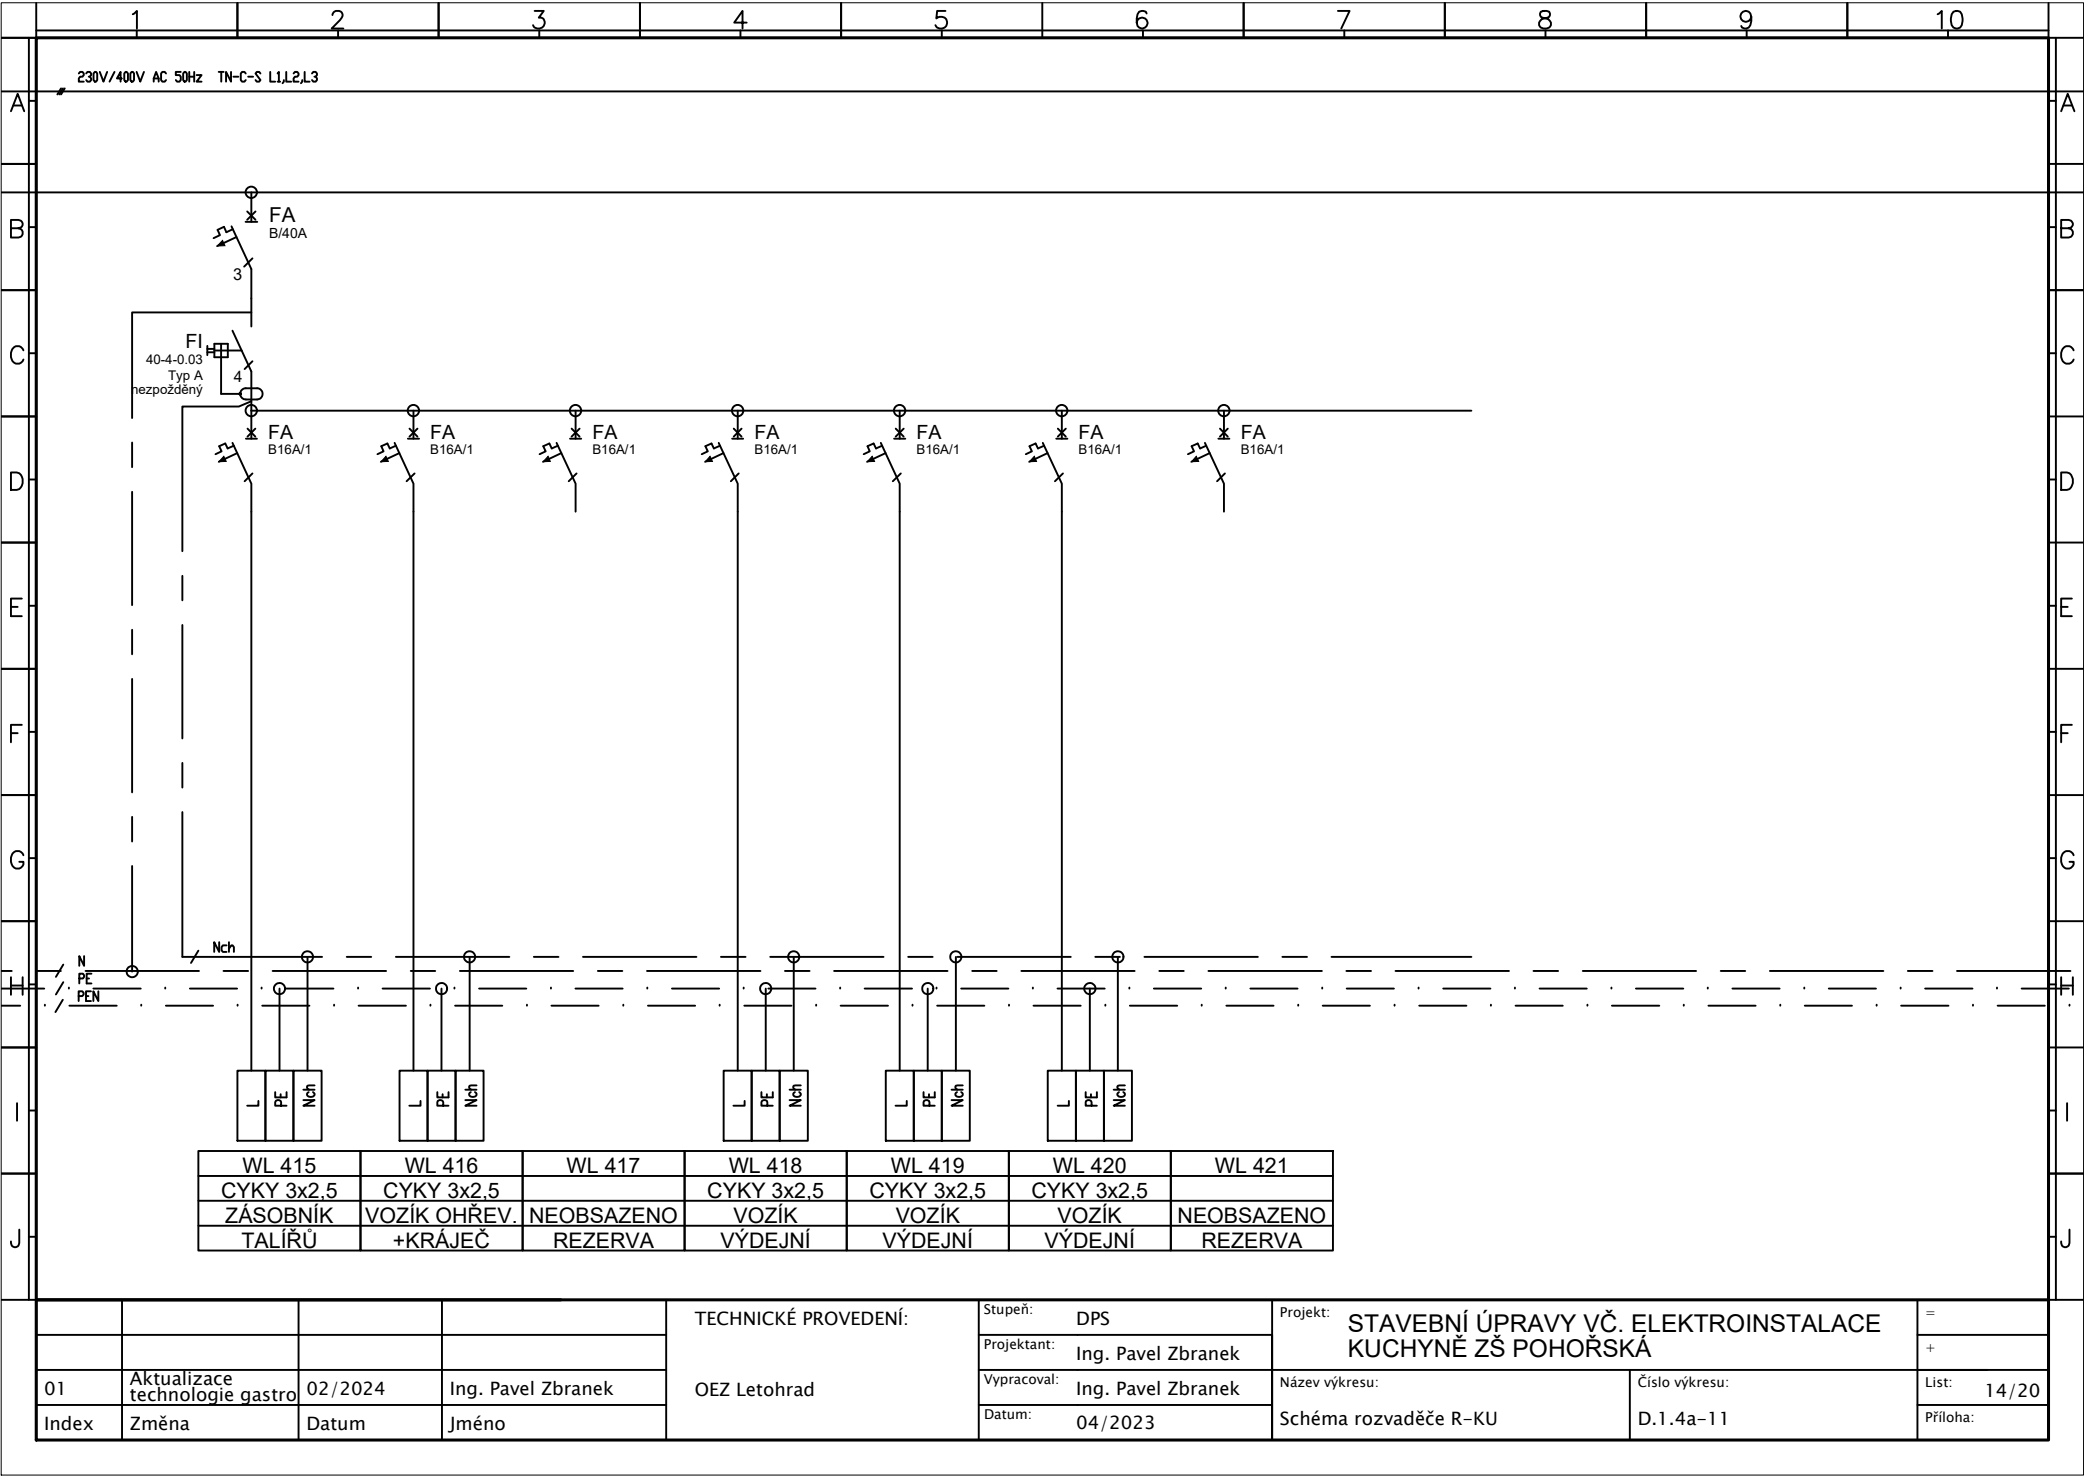 1 2 3 4 5 6 7 8 9 10
230V/400V AC 50Hz TN-C-S L1,L2,L3
A A
FA
B/40A
B B
3
FI
40-4-0.03
Typ A
nezpožděný
4
C C
FA FA FA FA FA FA FA
B16A/1 B16A/1 B16A/1 B16A/1 B16A/1 B16A/1 B16A/1
D D
E E
F F
G G
Nch
N
PE
PEN
H H
L PE Nch L PE Nch L PE Nch L PE Nch L PE Nch
I I
WL 415 WL 416 WL 417 WL 418 WL 419 WL 420 WL 421
CYKY 3x2,5 CYKY 3x2,5 CYKY 3x2,5 CYKY 3x2,5 CYKY 3x2,5
ZÁSOBNÍK VOZÍK OHŘEV. NEOBSAZENO VOZÍK VOZÍK VOZÍK NEOBSAZENO
TALÍŘŮ +KRÁJEČ REZERVA VÝDEJNÍ VÝDEJNÍ VÝDEJNÍ REZERVA
J J
TECHNICKÉ PROVEDENÍ:
OEZ Letohrad
Stupeň: DPS
Projektant: Ing. Pavel Zbranek
Vypracoval: Ing. Pavel Zbranek
Datum: 04/2023
Projekt: STAVEBNÍ ÚPRAVY VČ. ELEKTROINSTALACE
KUCHYNĚ ZŠ POHOŘSKÁ
=
+
01 Aktualizace
technologie gastro 02/2024 Ing. Pavel Zbranek
Index Změna Datum Jméno
Název výkresu:
Schéma rozvaděče R-KU
Číslo výkresu:
D.1.4a-11
List: 14/20
Příloha: